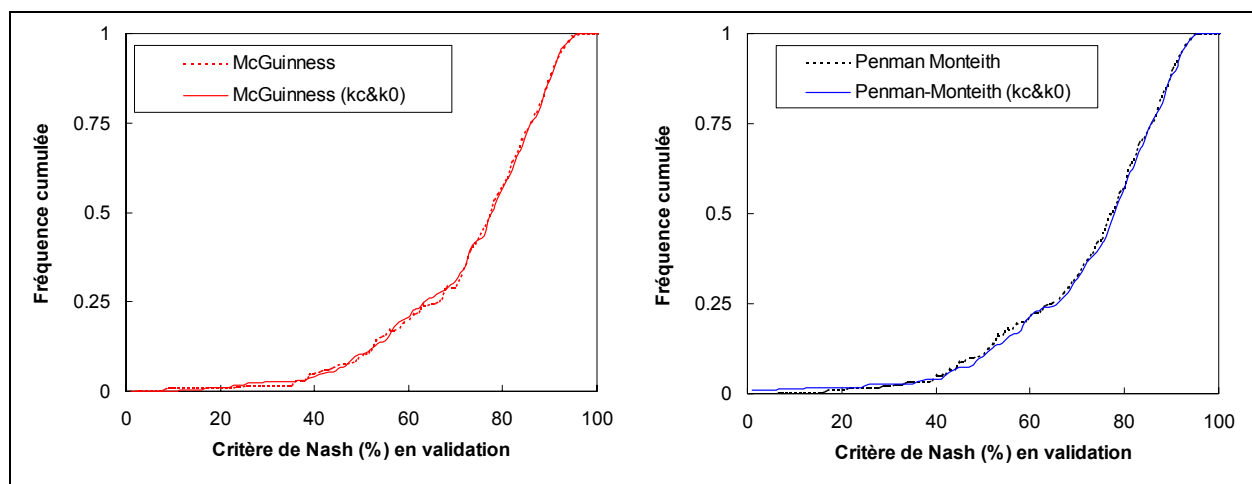 McGuinness
McGuinness (kc&k0)
Fréquence cumulée
1
0.75
0.5
0.25
0
0
20
40
60
80
100
Critère de Nash (%) en validation
Penman Monteith
Penman-Monteith (kc&k0)
Fréquence cumulée
1
0.75
0.5
0.25
0
0
20
40
60
80
100
Critère de Nash (%) en validation